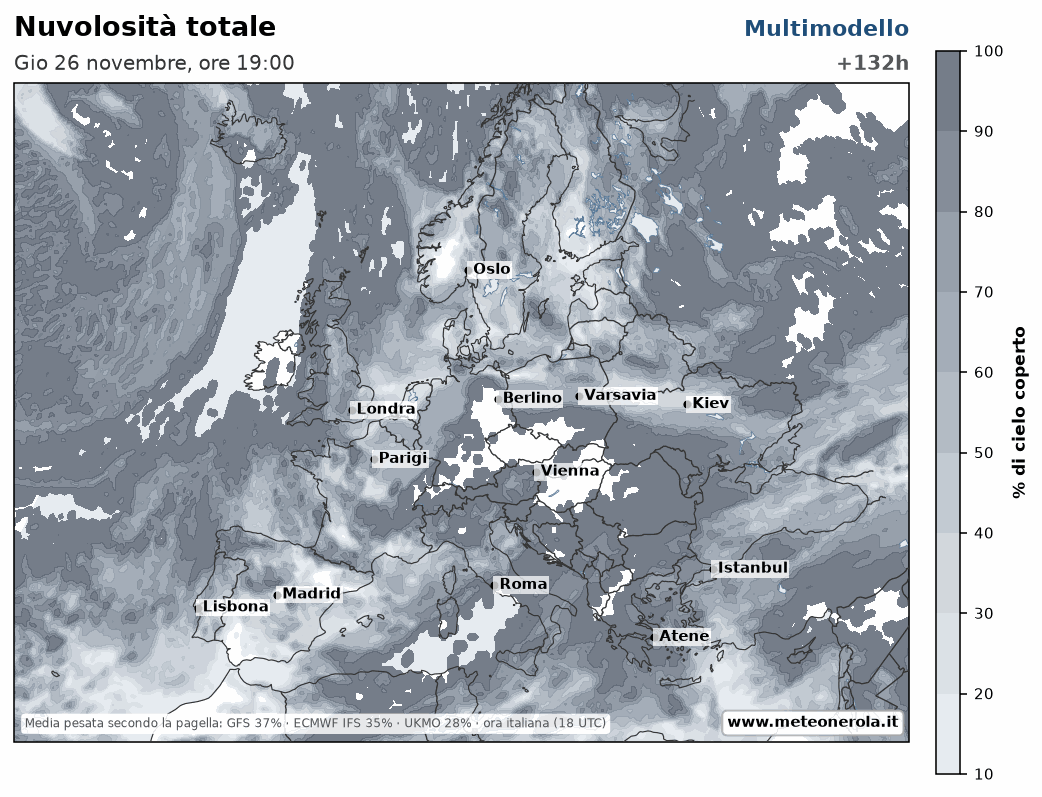 Nuvolosità totale
Multimodello
Gio 26 novembre, ore 19:00
+132h
Oslo
Berlino
Varsavia
Kiev
Londra
Parigi
Vienna
Istanbul
Roma
Madrid
Lisbona
Atene
Media pesata secondo la pagella: GFS 37% · ECMWF IFS 35% · UKMO 28% · ora italiana (18 UTC)
www.meteonerola.it
100
90
80
70
60
50
40
30
20
10
% di cielo coperto